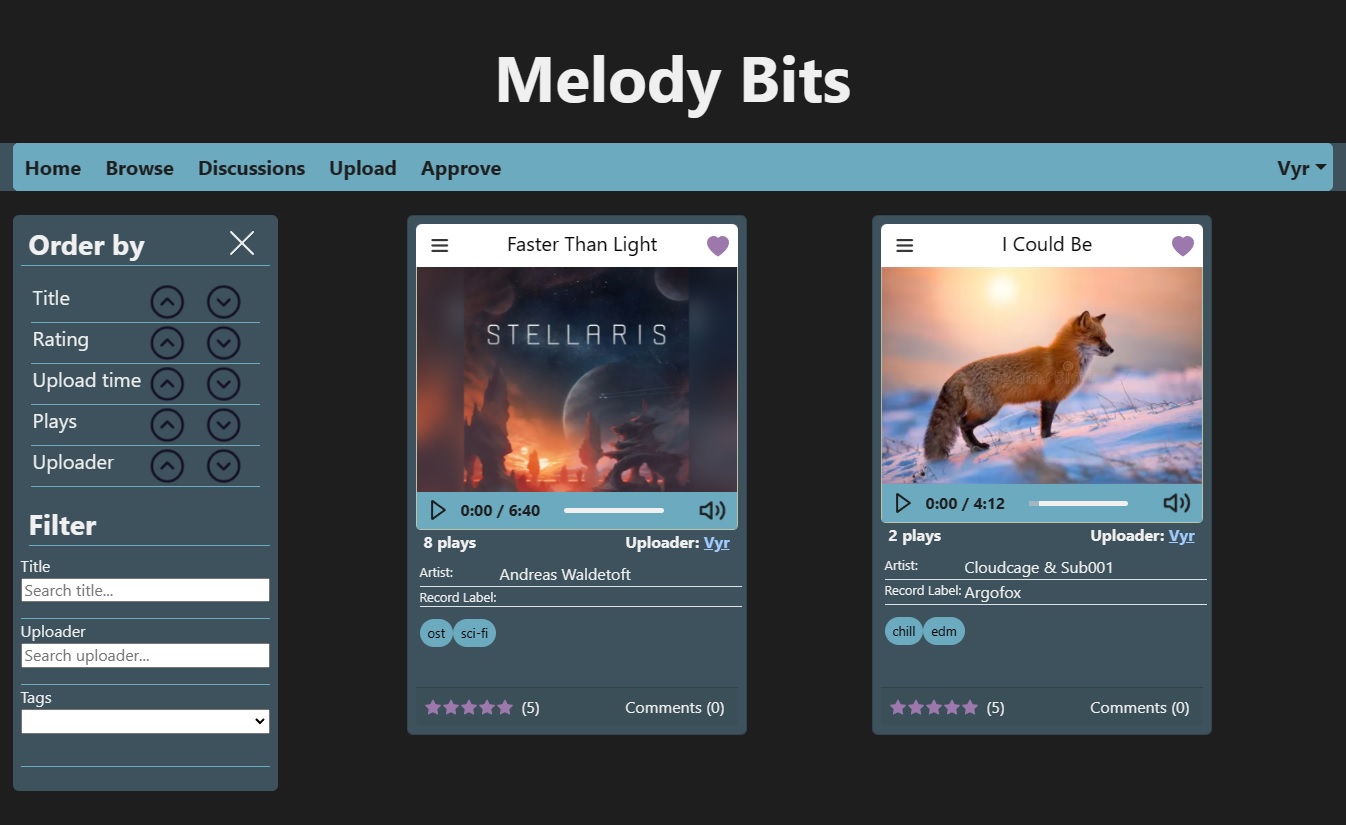 Melody Bits
Home Browse Discussions Upload Approve Vyr
Order by
Title
Rating
Upload time
Plays
Uploader
Filter
Title
Search title...
Uploader
Search uploader...
Tags
Faster Than Light
STELLARIS
0:00 / 6:40
8 plays Uploader: Vyr
Artist: Andreas Waldetoft
Record Label:
ost sci-fi
(5) Comments (0)
I Could Be
0:00 / 4:12
2 plays Uploader: Vyr
Artist: Cloudcage & Sub001
Record Label: Argofox
chill edm
(5) Comments (0)